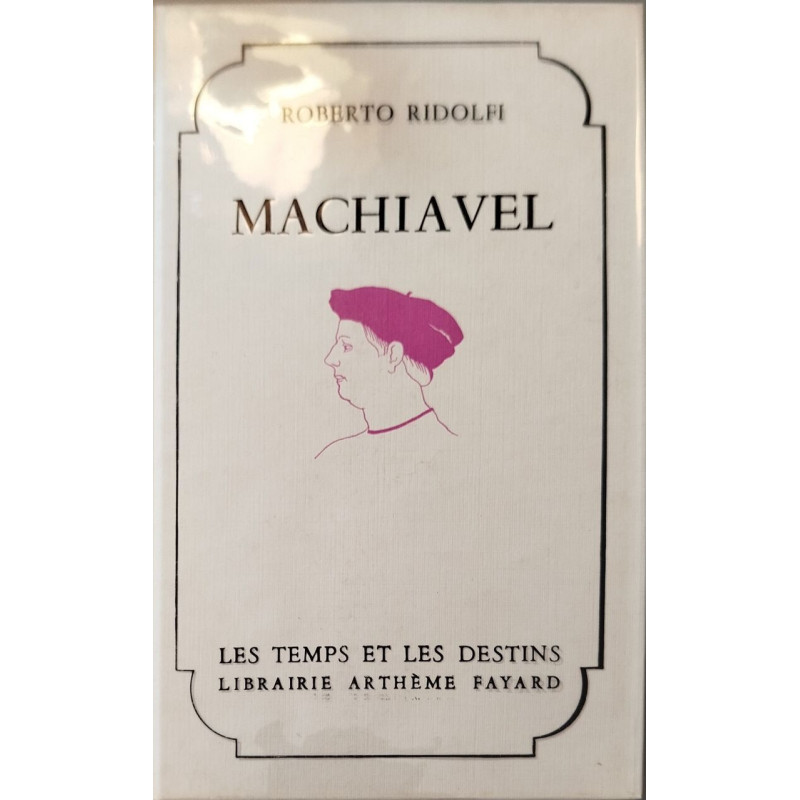 ROBERTO RIDOLFI
MACHIAVEL
LES TEMPS ET LES DESTINS
LIBRAIRIE ARTHÈME FAYARD